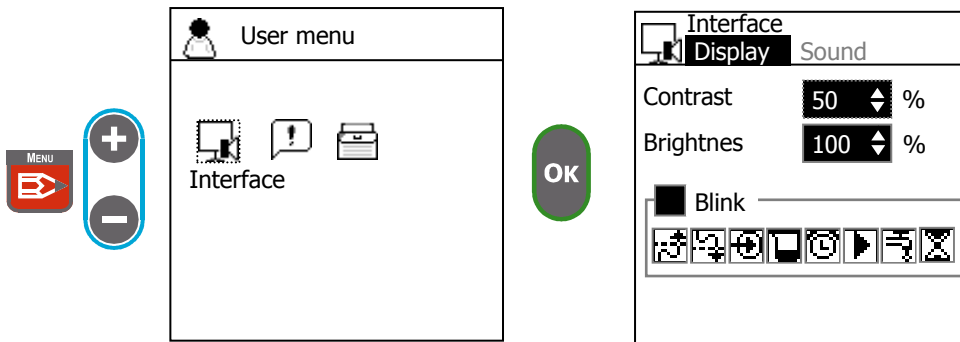 MENU
User menu
Interface
OK
Interface
Display Sound
Contrast 50 %
Brightnes 100 %
Blink